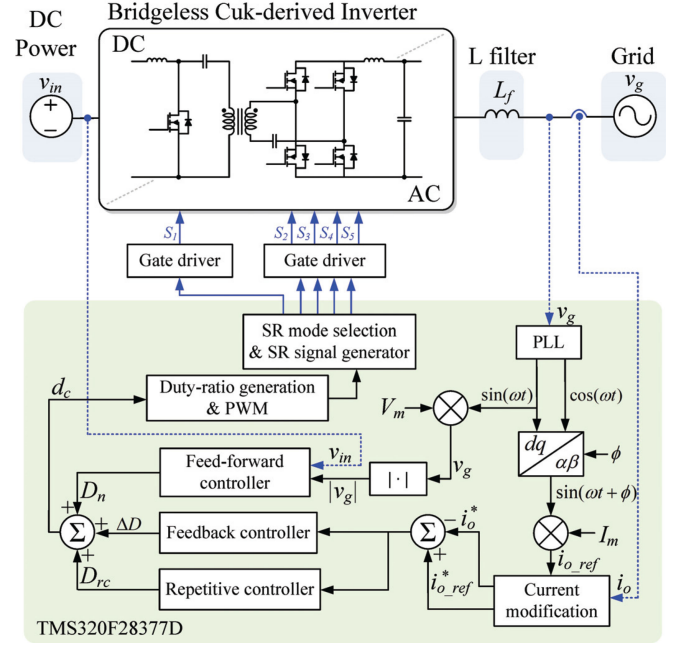 Bridgeless Cuk-derived Inverter
DC
Power
v_in
DC
AC
L filter
L_f
Grid
v_g
S_1
S_2
S_3
S_4
S_5
Gate driver
Gate driver
SR mode selection
& SR signal generator
v_g
PLL
d_c
Duty-ratio generation
& PWM
V_m
sin(ωt)
cos(ωt)
dq
αβ
ϕ
v_in
Feed-forward
controller
|v_g|
|·|
v_g
sin(ωt + ϕ)
D_n
+
Σ
+
ΔD
Feedback controller
Σ
− i_o^*
I_m
+
D_rc
Repetitive controller
+
i_o_ref^*
i_o_ref
Current
modification
i_o
TMS320F28377D